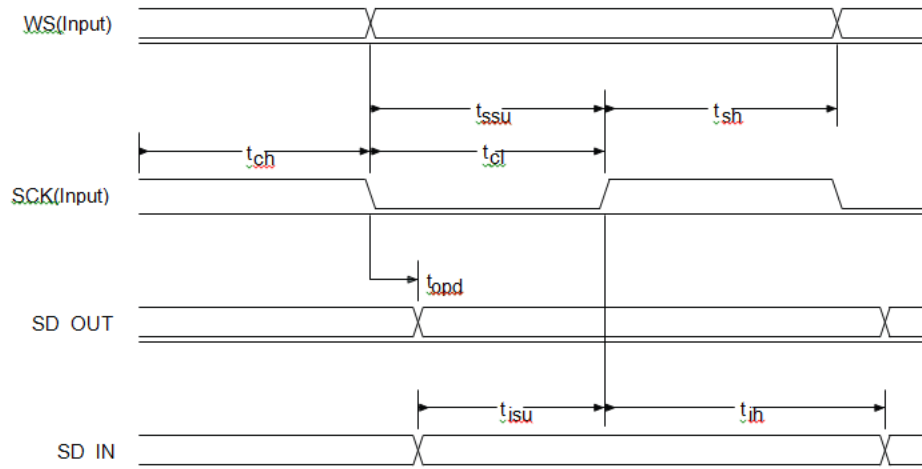 WS(Input)
tssu
tsh
tch
tcl
SCK(Input)
topd
SD OUT
tisu
tih
SD IN